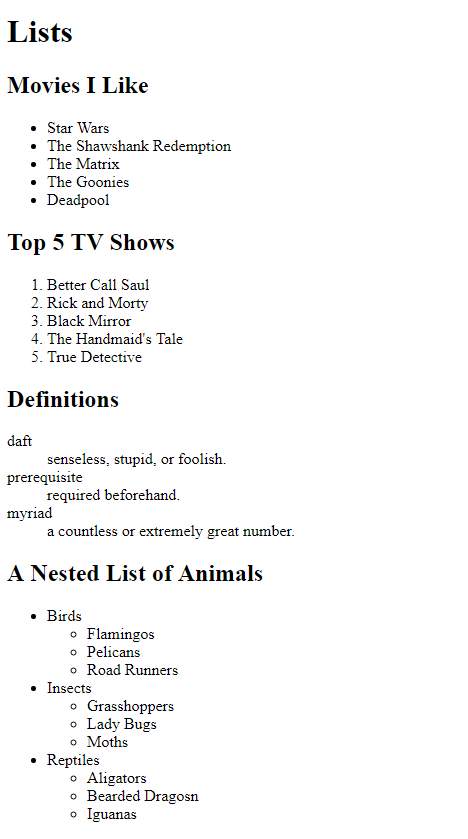 Lists
Movies I Like
Star Wars
The Shawshank Redemption
The Matrix
The Goonies
Deadpool
Top 5 TV Shows
1. Better Call Saul
2. Rick and Morty
3. Black Mirror
4. The Handmaid's Tale
5. True Detective
Definitions
daft
senseless, stupid, or foolish.
prerequisite
required beforehand.
myriad
a countless or extremely great number.
A Nested List of Animals
Birds
Flamingos
Pelicans
Road Runners
Insects
Grasshoppers
Lady Bugs
Moths
Reptiles
Aligators
Bearded Dragosn
Iguanas